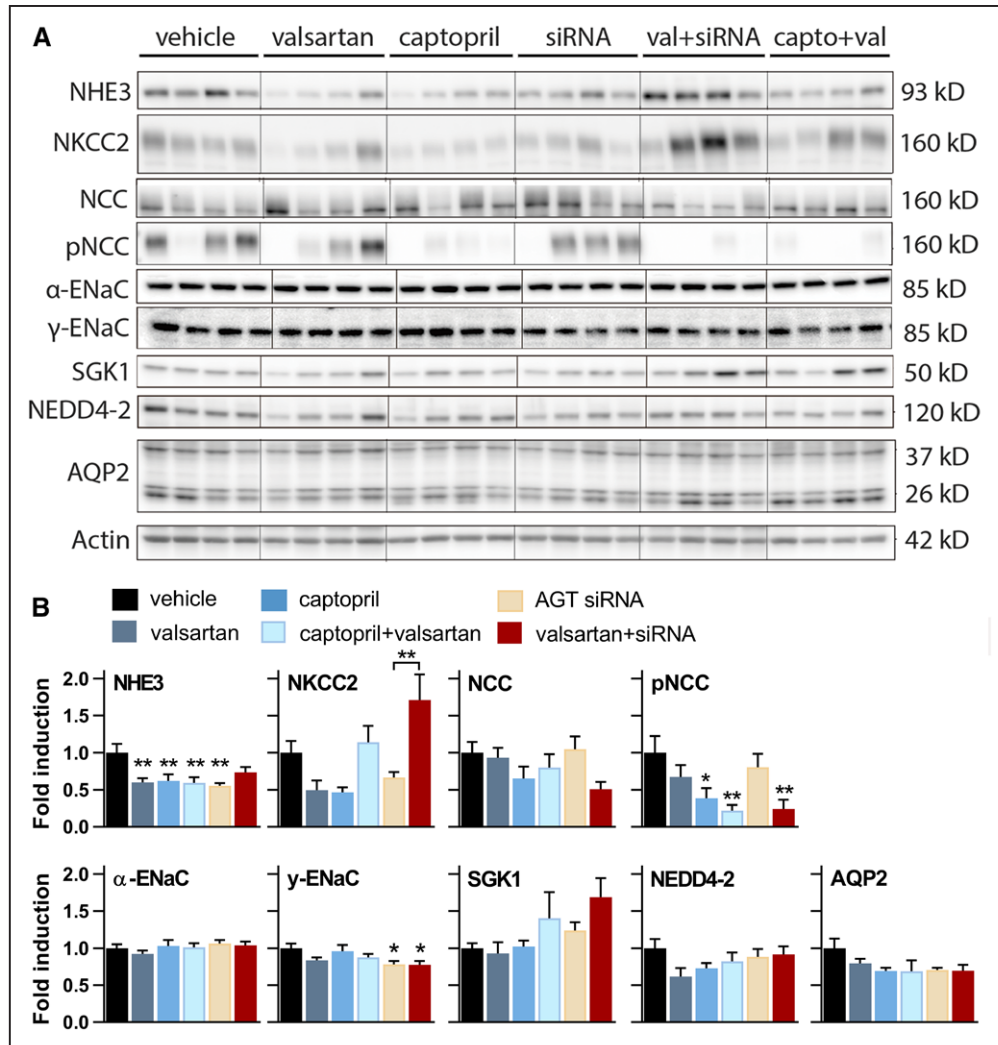 A
vehicle valsartan captopril siRNA val+siRNA capto+val
NHE3 93 kD
NKCC2 160 kD
NCC 160 kD
pNCC 160 kD
α-ENaC 85 kD
γ-ENaC 85 kD
SGK1 50 kD
NEDD4-2 120 kD
AQP2 37 kD
26 kD
Actin 42 kD
B
vehicle captopril AGT siRNA
valsartan captopril+valsartan valsartan+siRNA
Fold induction
2.0
1.5
1.0
0.5
0.0
NHE3
** ** ** **
NKCC2
**
NCC
pNCC
* ** **
Fold induction
2.0
1.5
1.0
0.5
0.0
α-ENaC
y-ENaC
* *
SGK1
NEDD4-2
AQP2